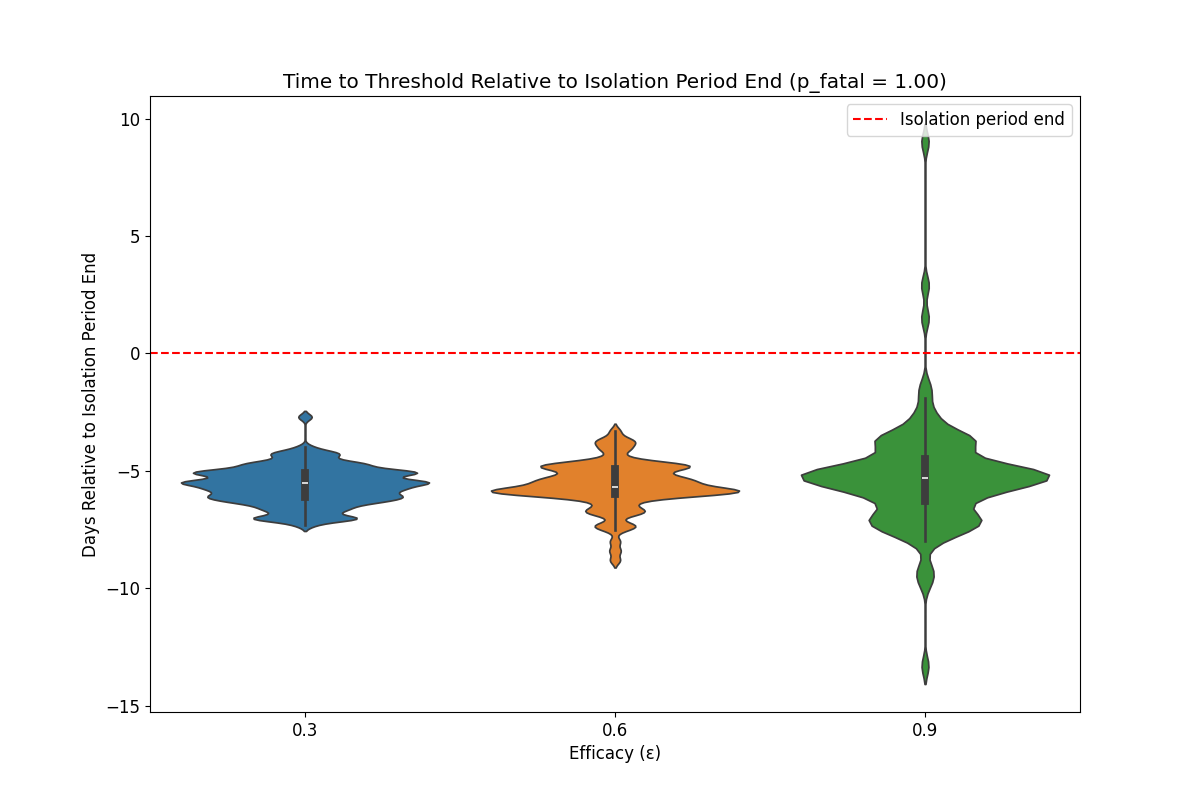 Time to Threshold Relative to Isolation Period End (p_fatal = 1.00)
Isolation period end
10
5
0
−5
−10
−15
Days Relative to Isolation Period End
0.3
0.6
0.9
Efficacy (ε)